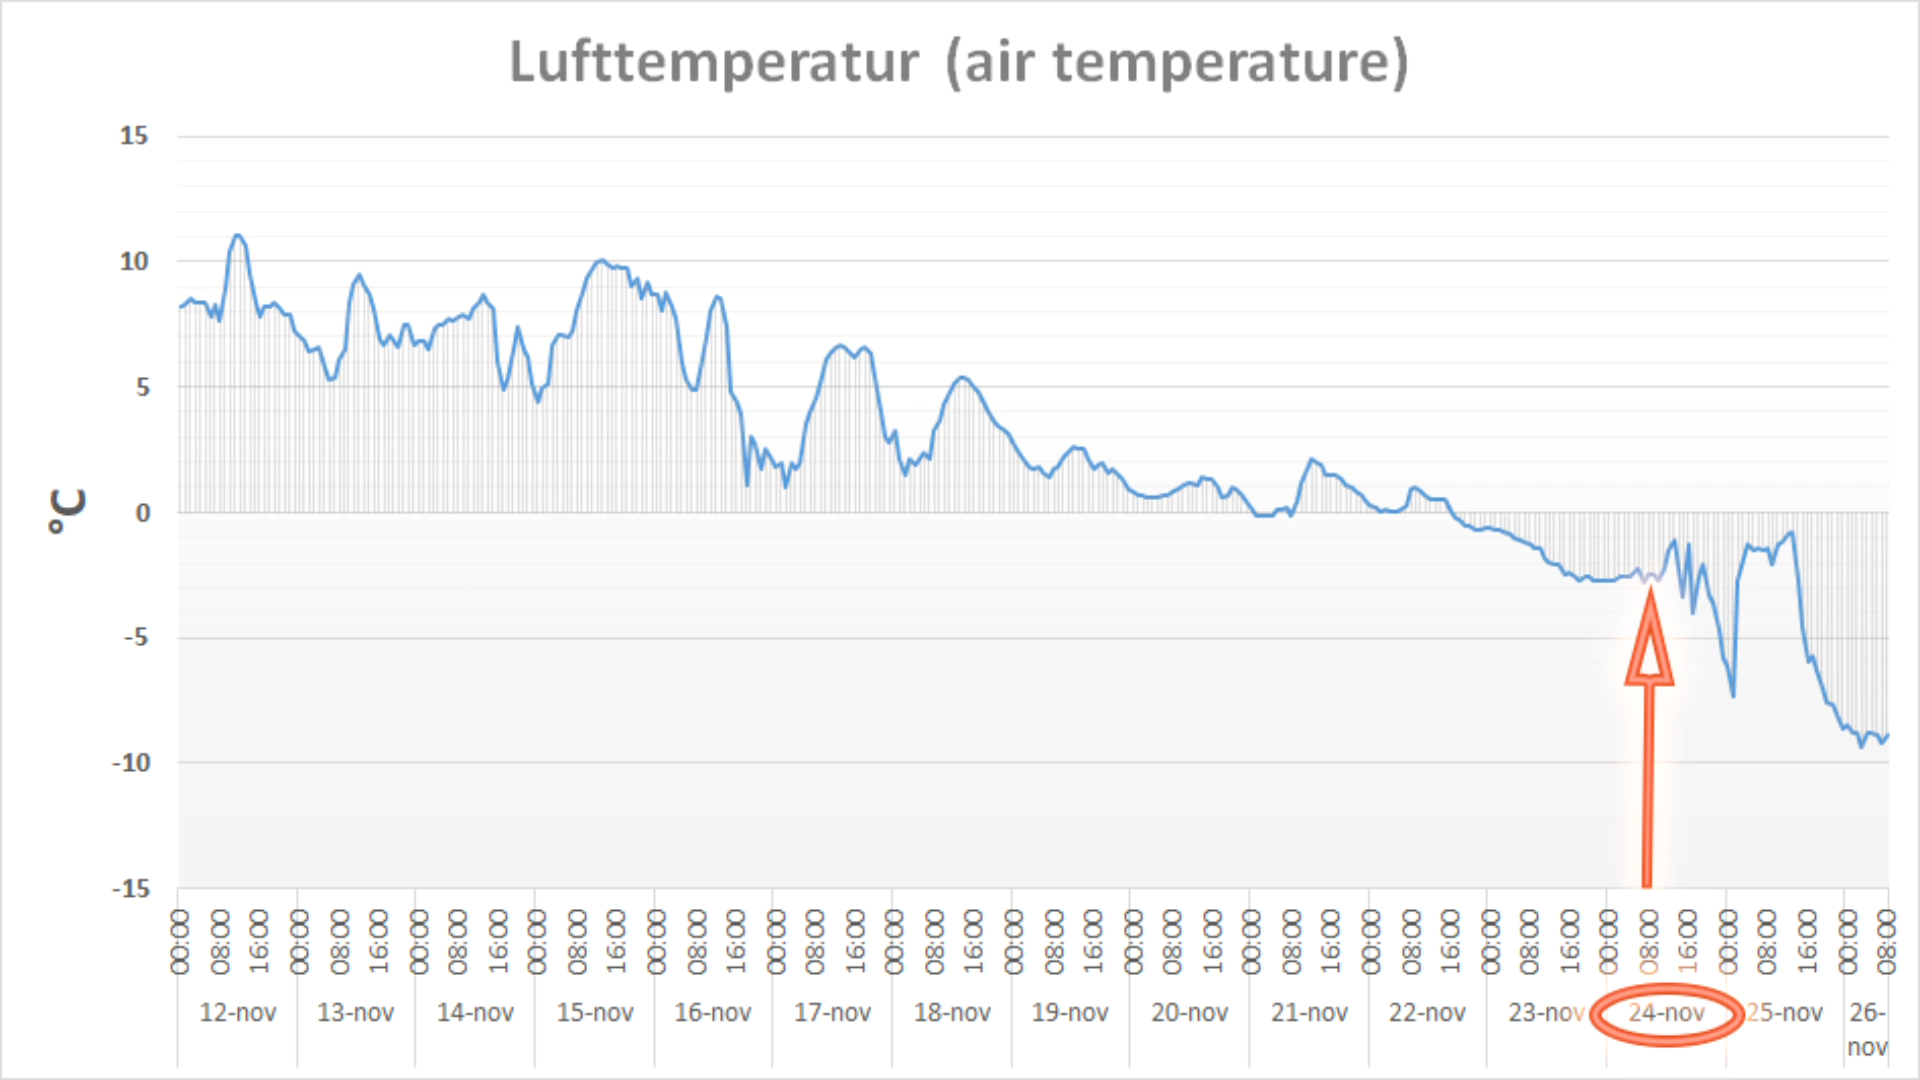 Lufttemperatur (air temperature)
15
10
5
0
-5
-10
-15
°C
00:00 08:00 16:00 00:00 08:00 16:00 00:00 08:00 16:00 00:00 08:00 16:00 00:00 08:00 16:00 00:00 08:00 16:00 00:00 08:00 16:00 00:00 08:00 16:00 00:00 08:00 16:00 00:00 08:00 16:00 00:00 08:00 16:00 00:00 08:00 16:00 00:00 08:00 16:00 00:00 08:00 16:00 00:00 08:00
12-nov 13-nov 14-nov 15-nov 16-nov 17-nov 18-nov 19-nov 20-nov 21-nov 22-nov 23-nov 24-nov 25-nov 26-
nov